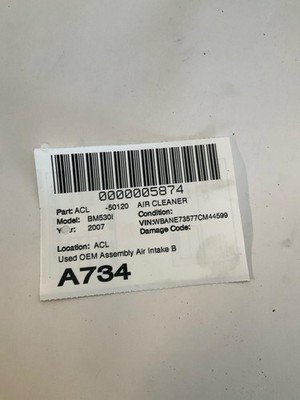 0000005874
Part: ACL -50120 AIR CLEANER
Model: BM530I Condition:
Year: 2007 VIN:WBANE73577CM44599
Damage Code:
Location: ACL
Used OEM Assembly Air Intake B
A734